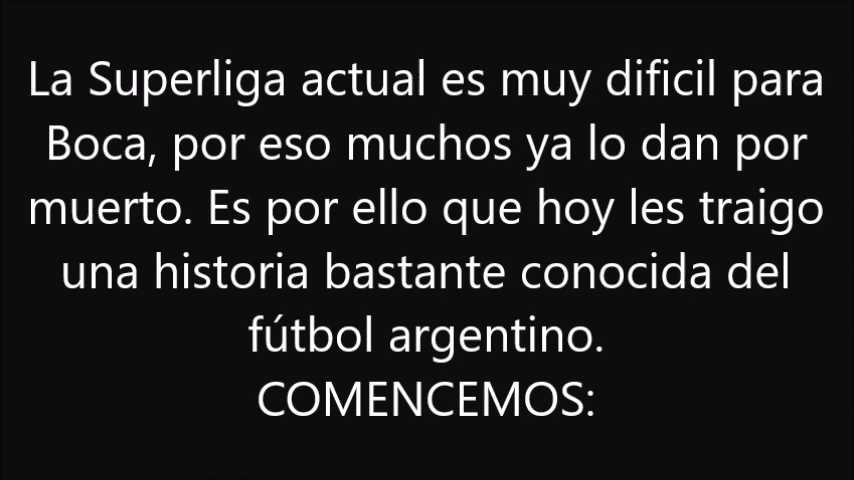 La Superliga actual es muy dificil para
Boca, por eso muchos ya lo dan por
muerto. Es por ello que hoy les traigo
una historia bastante conocida del
fútbol argentino.
COMENCEMOS: